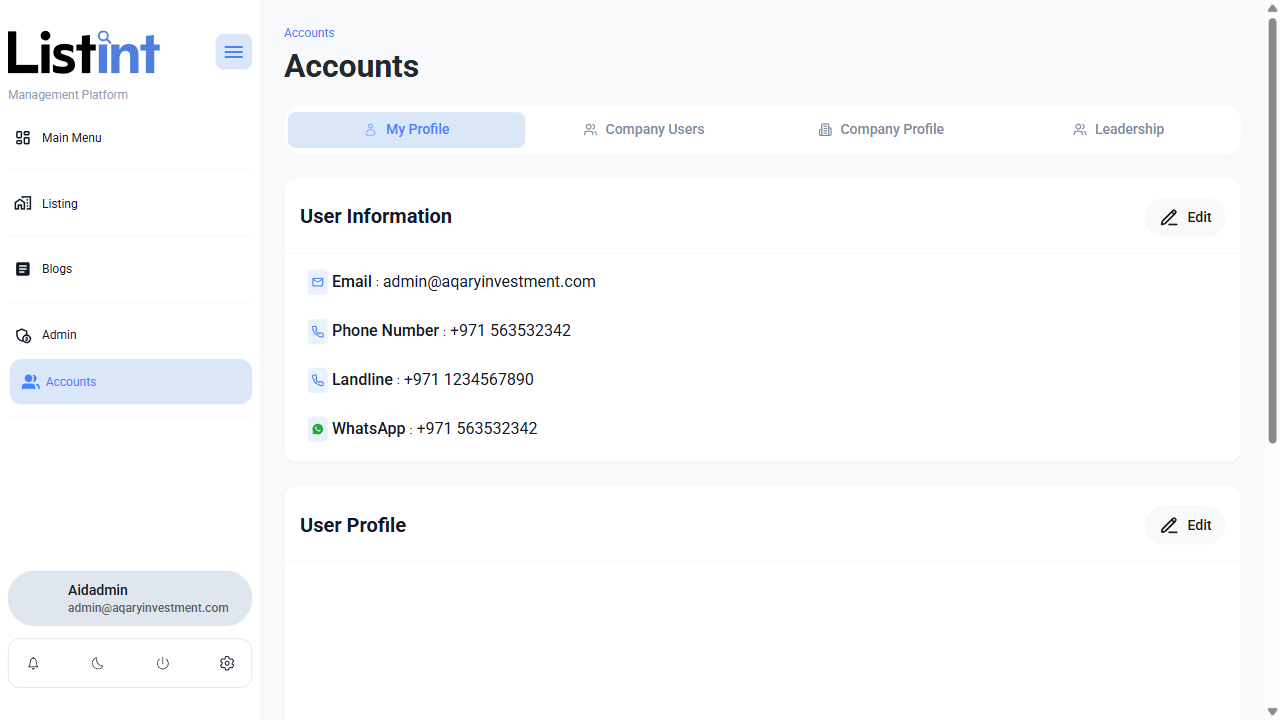 Listint
Management Platform
Main Menu
Listing
Blogs
Admin
Accounts
Aidadmin
admin@aqaryinvestment.com
Accounts
Accounts
My Profile
Company Users
Company Profile
Leadership
User Information
Edit
Email : admin@aqaryinvestment.com
Phone Number : +971 563532342
Landline : +971 1234567890
WhatsApp : +971 563532342
User Profile
Edit